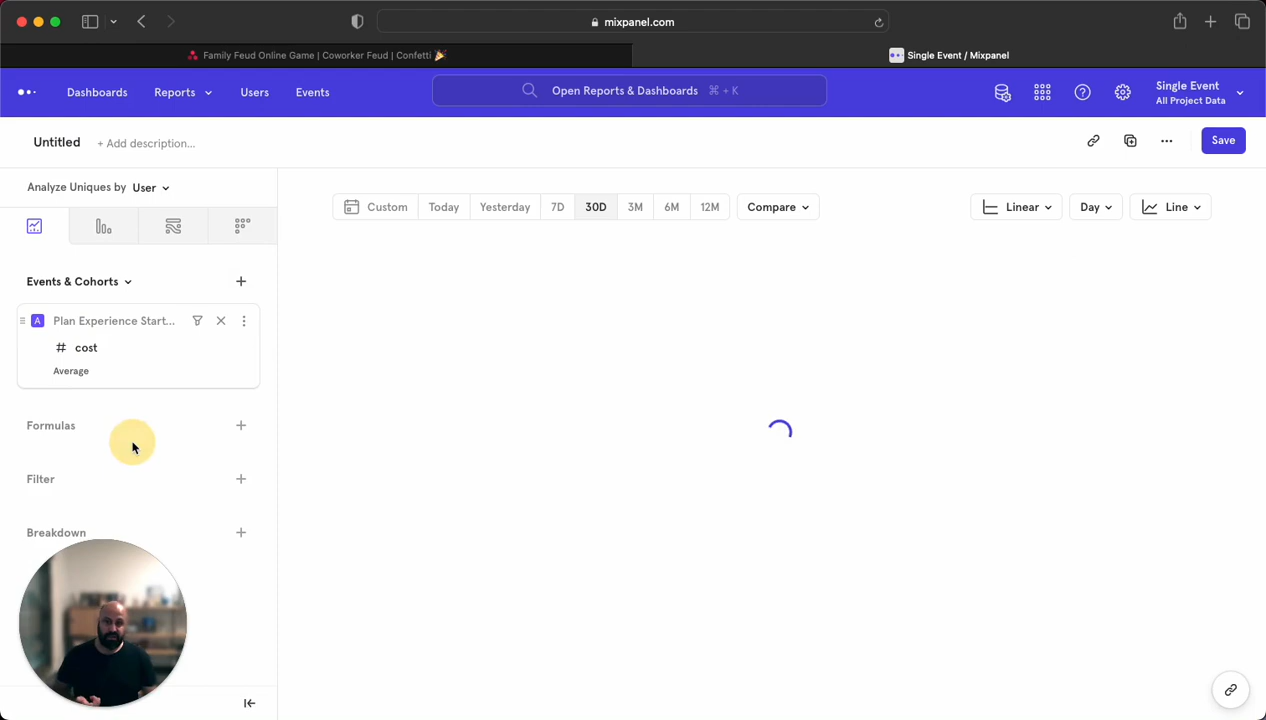 mixpanel.com
Family Feud Online Game | Coworker Feud | Confetti 🎉
Single Event / Mixpanel
Dashboards
Reports
Users
Events
Open Reports & Dashboards ⌘ + K
Single Event
All Project Data
Untitled
+ Add description...
Save
Analyze Uniques by User
Custom
Today
Yesterday
7D
30D
3M
6M
12M
Compare
Linear
Day
Line
Events & Cohorts
A Plan Experience Start...
# cost
Average
Formulas
Filter
Breakdown